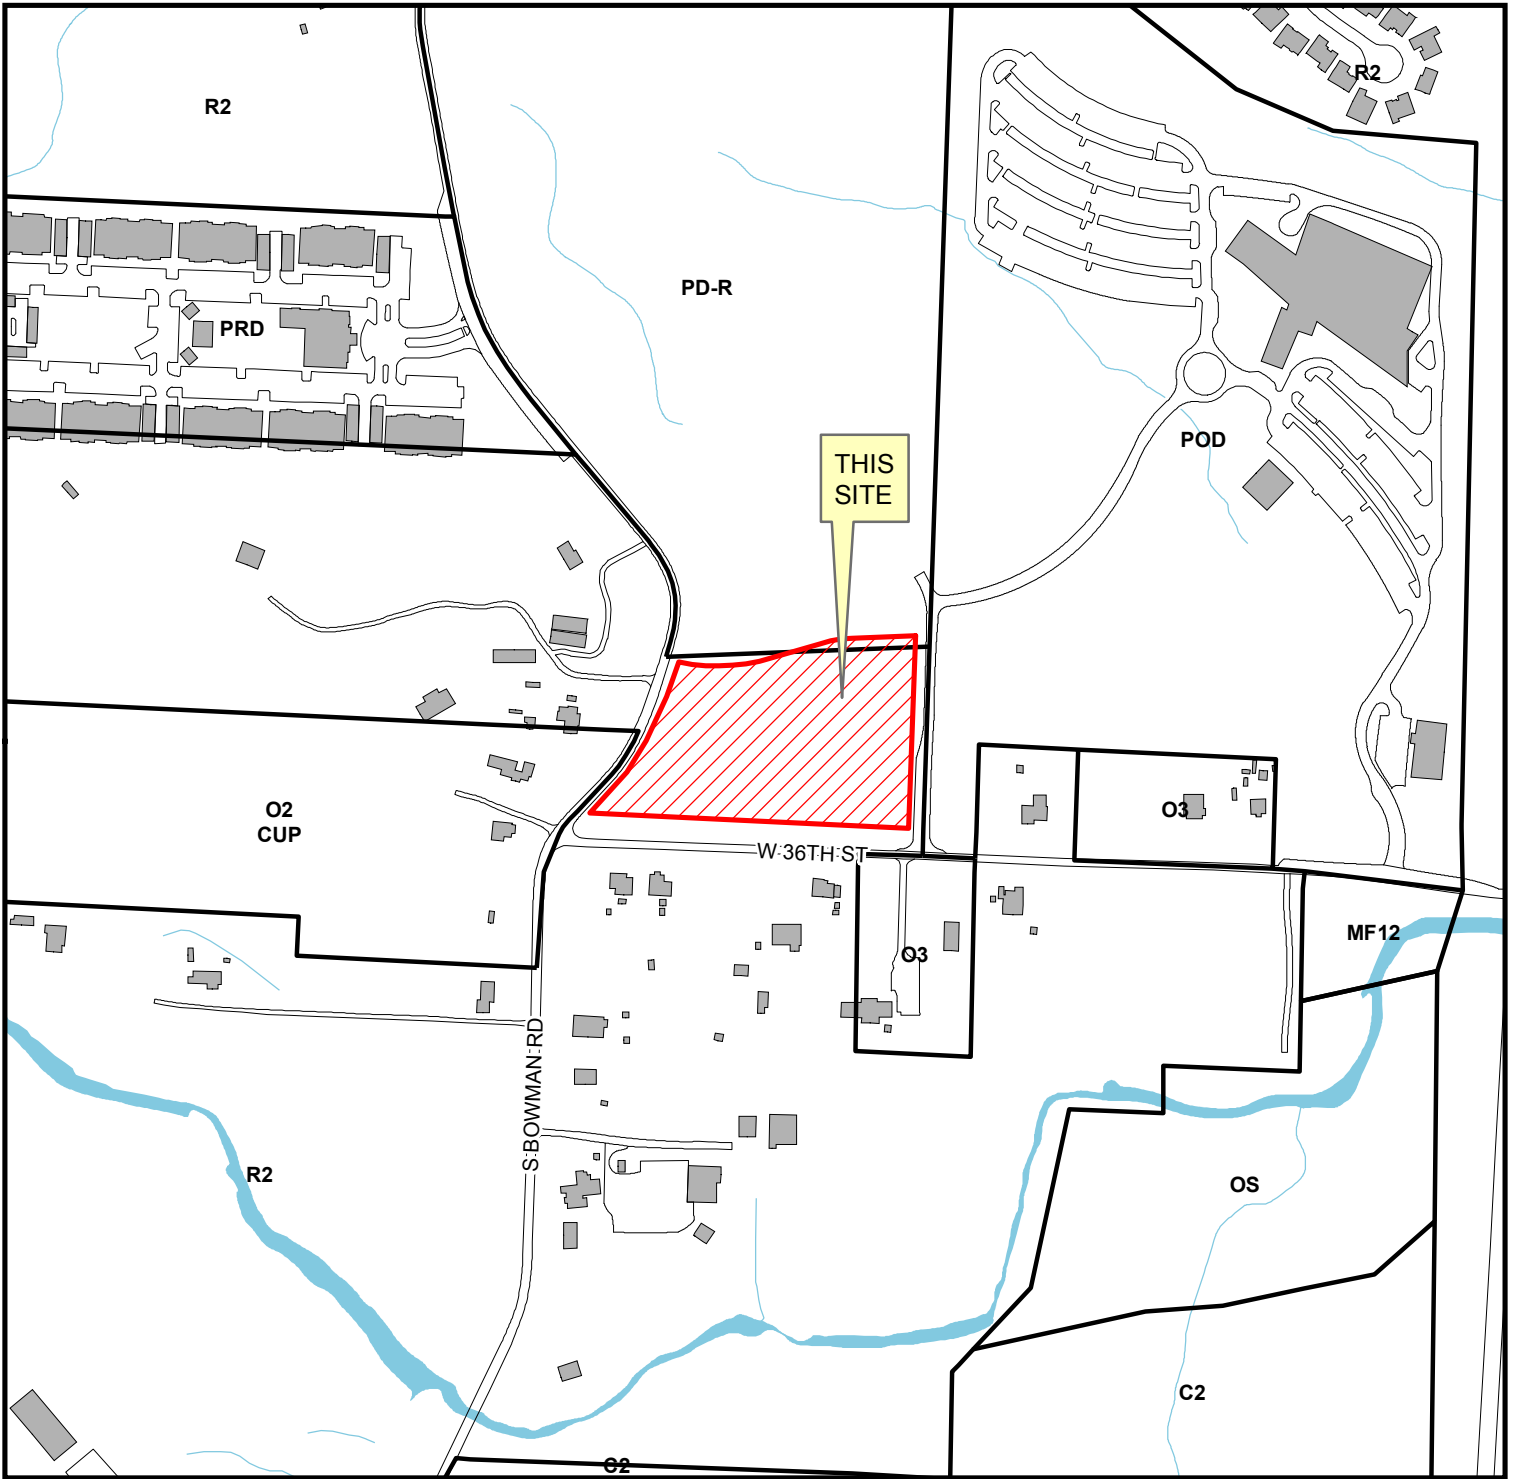 R2
R2
PD-R
PRD
POD
THIS
SITE
O2
CUP
O3
W 36TH ST
MF12
O3
S BOWMAN RD
R2
OS
C2
C2